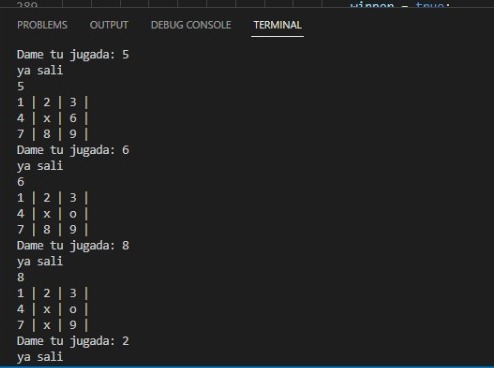 289 winner = true;
PROBLEMS OUTPUT DEBUG CONSOLE TERMINAL
Dame tu jugada: 5
ya sali
5
1 | 2 | 3 |
4 | x | 6 |
7 | 8 | 9 |
Dame tu jugada: 6
ya sali
6
1 | 2 | 3 |
4 | x | o |
7 | 8 | 9 |
Dame tu jugada: 8
ya sali
8
1 | 2 | 3 |
4 | x | o |
7 | x | 9 |
Dame tu jugada: 2
ya sali